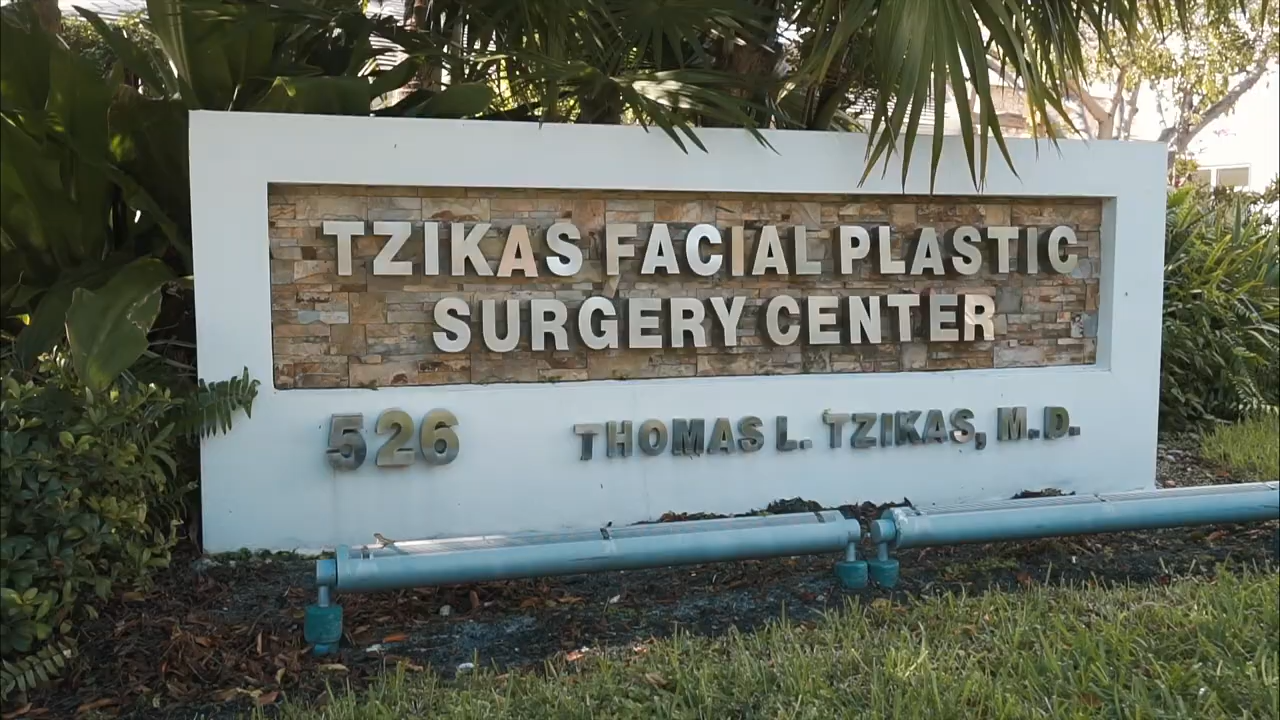 TZIKAS FACIAL PLASTIC
SURGERY CENTER
526 THOMAS L. TZIKAS, M.D.